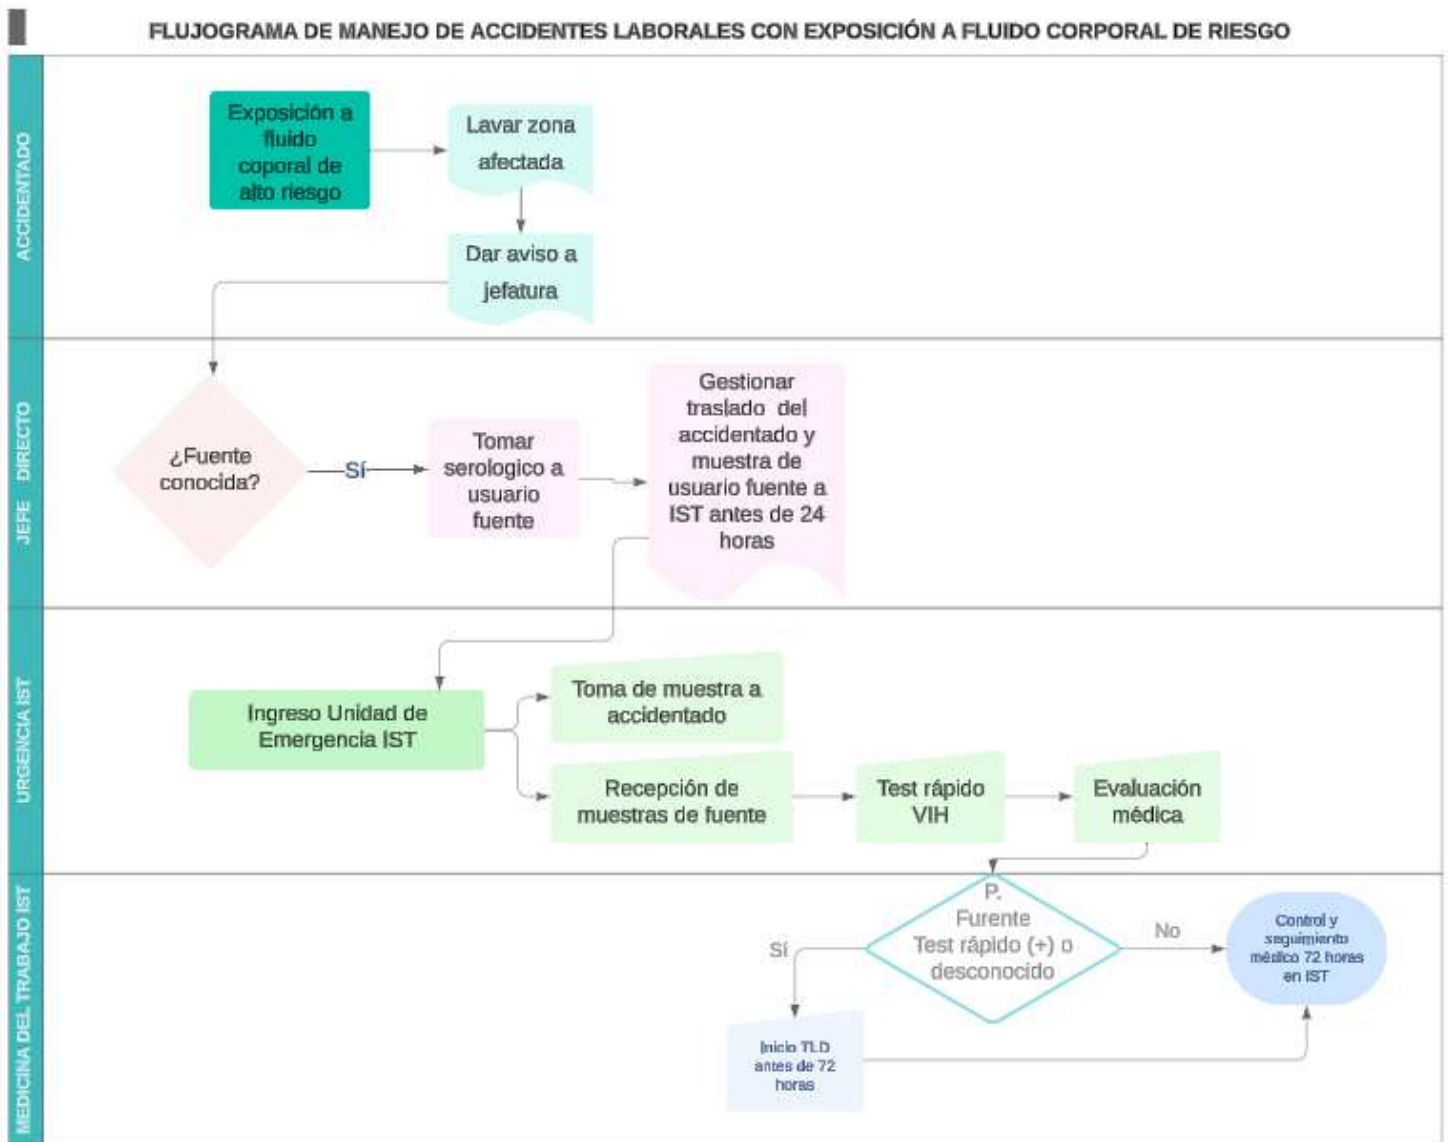 FLUJOGRAMA DE MANEJO DE ACCIDENTES LABORALES CON EXPOSICIÓN A FLUIDO CORPORAL DE RIESGO
ACCIDENTADO
Exposición a
fluido
coporal de
alto riesgo
Lavar zona
afectada
Dar aviso a
jefatura
JEFE DIRECTO
¿Fuente
conocida?
Sí
Tomar
serologico a
usuario
fuente
Gestionar
traslado del
accidentado y
muestra de
usuario fuente a
IST antes de 24
horas
URGENCIA IST
Ingreso Unidad de
Emergencia IST
Toma de muestra a
accidentado
Recepción de
muestras de fuente
Test rápido
VIH
Evaluación
médica
MEDICINA DEL TRABAJO IST
P.
Furente
Test rápido (+) o
desconocido
Sí
No
Control y
seguimiento
médico 72 horas
en IST
Inicio TLD
antes de 72
horas